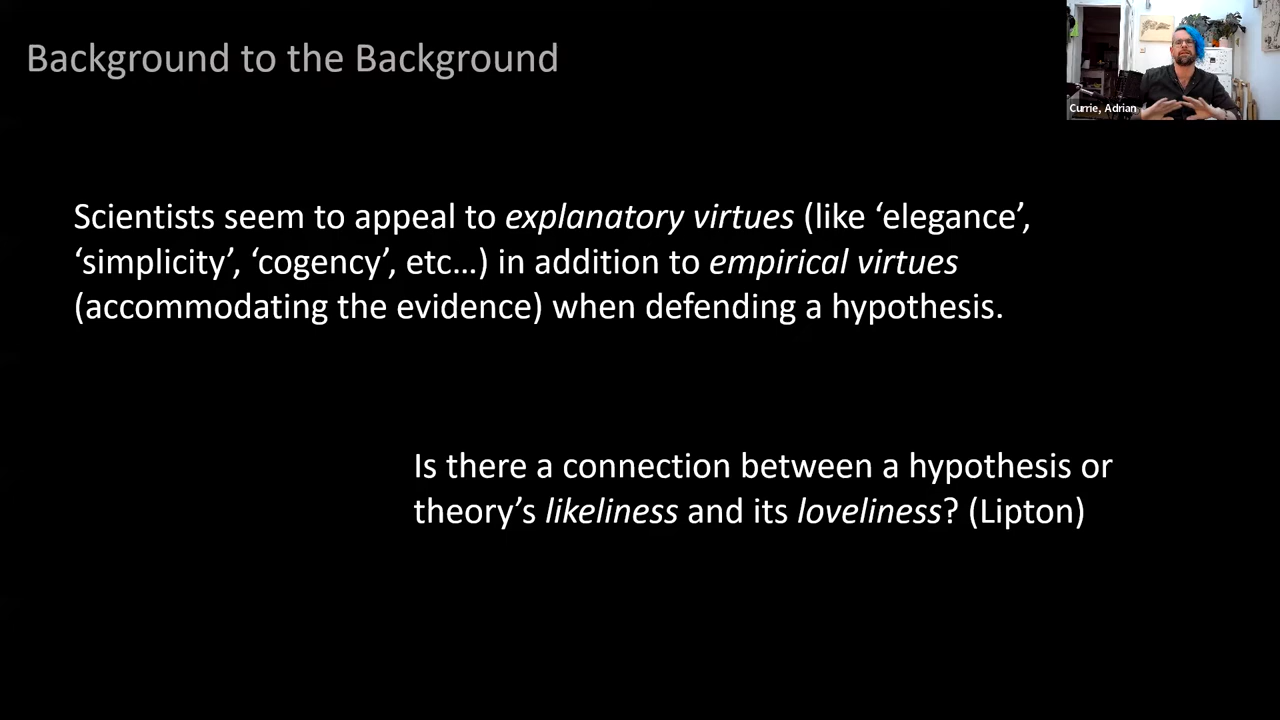 Background to the Background
Currie, Adrian
Scientists seem to appeal to explanatory virtues (like ‘elegance’,
‘simplicity’, ‘cogency’, etc…) in addition to empirical virtues
(accommodating the evidence) when defending a hypothesis.
Is there a connection between a hypothesis or
theory’s likeliness and its loveliness? (Lipton)